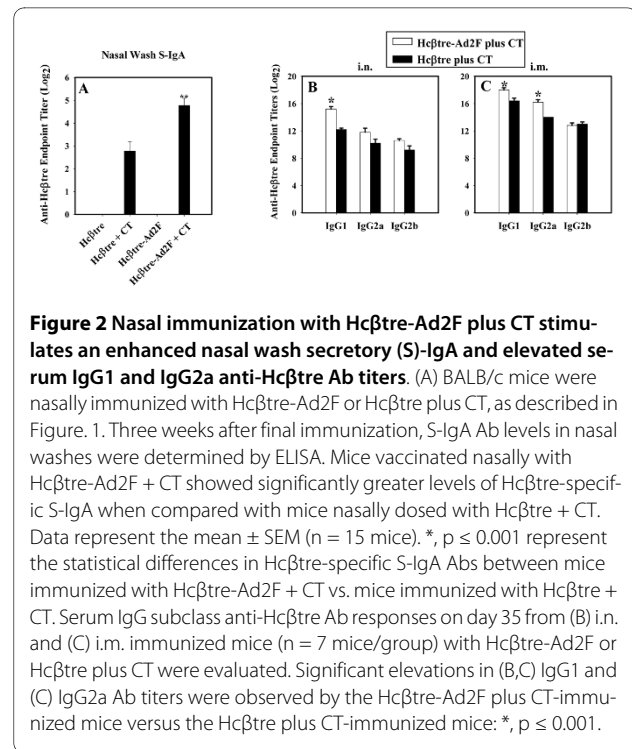 Hcβtre-Ad2F plus CT
Hcβtre plus CT
Nasal Wash S-IgA
i.n.
i.m.
A
B
C
Anti-Hcβtre Endpoint Titer (Log2)
6
5
4
3
2
1
0
**
Hcβtre
Hcβtre + CT
Hcβtre-Ad2F
Hcβtre-Ad2F + CT
Anti-Hcβtre Endpoint Titers (Log2)
20
16
12
8
4
*
IgG1 IgG2a IgG2b
20
16
12
8
4
0
*
*
IgG1 IgG2a IgG2b
Figure 2 Nasal immunization with Hcβtre-Ad2F plus CT stimu-
lates an enhanced nasal wash secretory (S)-IgA and elevated se-
rum IgG1 and IgG2a anti-Hcβtre Ab titers. (A) BALB/c mice were
nasally immunized with Hcβtre-Ad2F or Hcβtre plus CT, as described in
Figure. 1. Three weeks after final immunization, S-IgA Ab levels in nasal
washes were determined by ELISA. Mice vaccinated nasally with
Hcβtre-Ad2F + CT showed significantly greater levels of Hcβtre-specif-
ic S-IgA when compared with mice nasally dosed with Hcβtre + CT.
Data represent the mean ± SEM (n = 15 mice). *, p ≤ 0.001 represent
the statistical differences in Hcβtre-specific S-IgA Abs between mice
immunized with Hcβtre-Ad2F + CT vs. mice immunized with Hcβtre +
CT. Serum IgG subclass anti-Hcβtre Ab responses on day 35 from (B) i.n.
and (C) i.m. immunized mice (n = 7 mice/group) with Hcβtre-Ad2F or
Hcβtre plus CT were evaluated. Significant elevations in (B,C) IgG1 and
(C) IgG2a Ab titers were observed by the Hcβtre-Ad2F plus CT-immu-
nized mice versus the Hcβtre plus CT-immunized mice: *, p ≤ 0.001.